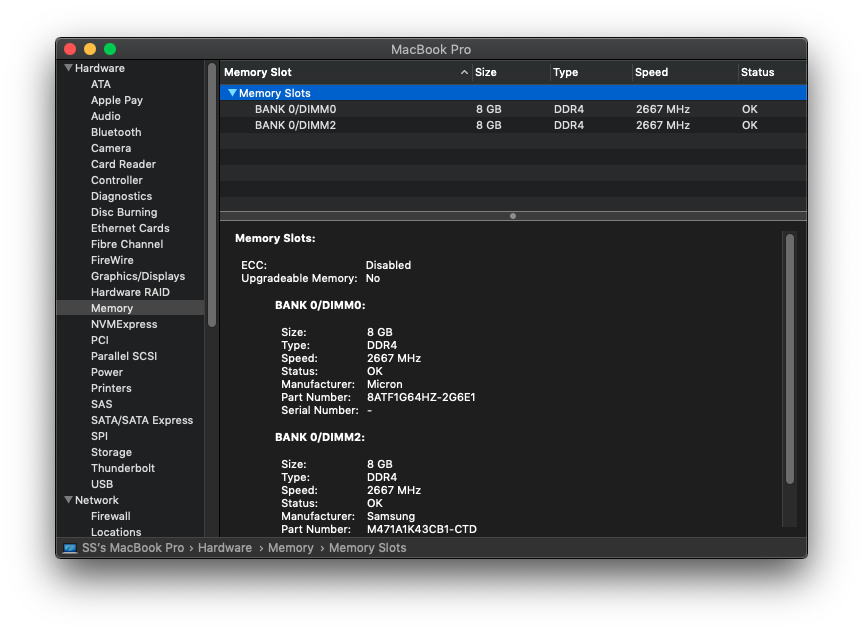 MacBook Pro
Hardware
ATA
Apple Pay
Audio
Bluetooth
Camera
Card Reader
Controller
Diagnostics
Disc Burning
Ethernet Cards
Fibre Channel
FireWire
Graphics/Displays
Hardware RAID
Memory
NVMExpress
PCI
Parallel SCSI
Power
Printers
SAS
SATA/SATA Express
SPI
Storage
Thunderbolt
USB
Network
Firewall
Locations
Memory Slot Size Type Speed Status
Memory Slots
BANK 0/DIMM0 8 GB DDR4 2667 MHz OK
BANK 0/DIMM2 8 GB DDR4 2667 MHz OK
Memory Slots:
ECC: Disabled
Upgradeable Memory: No
BANK 0/DIMM0:
Size: 8 GB
Type: DDR4
Speed: 2667 MHz
Status: OK
Manufacturer: Micron
Part Number: 8ATF1G64HZ-2G6E1
Serial Number: -
BANK 0/DIMM2:
Size: 8 GB
Type: DDR4
Speed: 2667 MHz
Status: OK
Manufacturer: Samsung
Part Number: M471A1K43CB1-CTD
SS's MacBook Pro › Hardware › Memory › Memory Slots